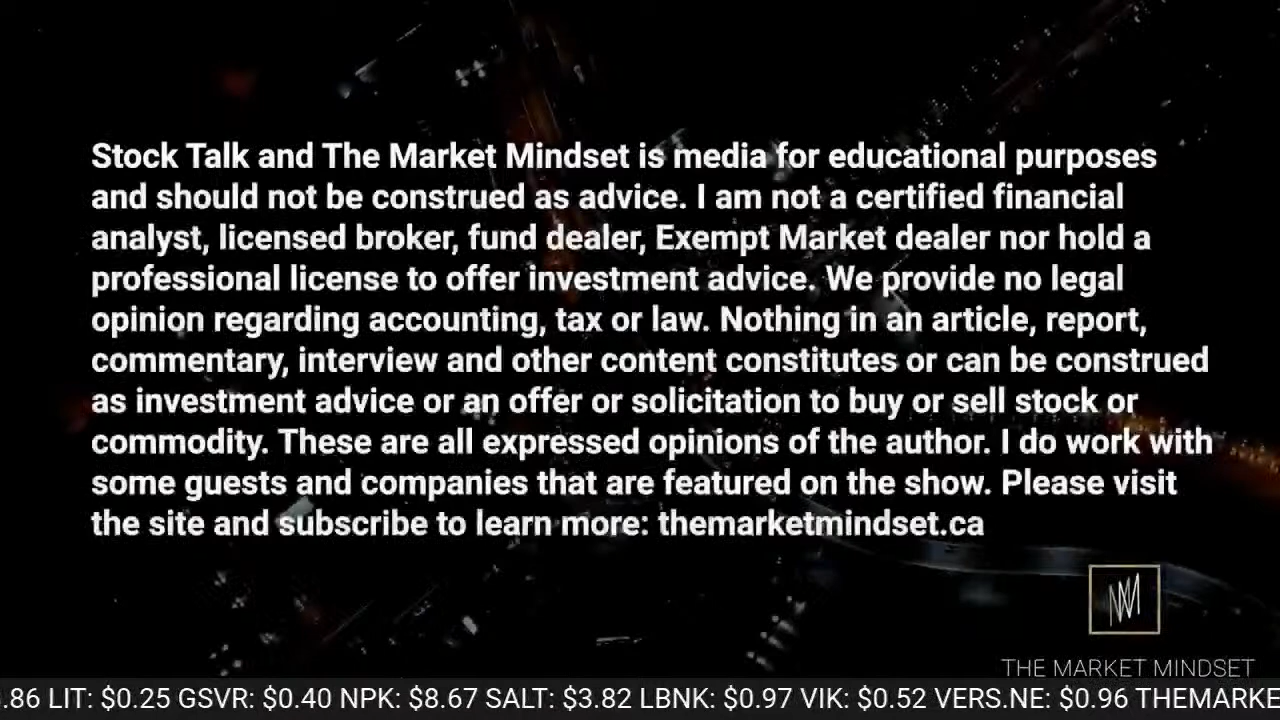 Stock Talk and The Market Mindset is media for educational purposes
and should not be construed as advice. I am not a certified financial
analyst, licensed broker, fund dealer, Exempt Market dealer nor hold a
professional license to offer investment advice. We provide no legal
opinion regarding accounting, tax or law. Nothing in an article, report,
commentary, interview and other content constitutes or can be construed
as investment advice or an offer or solicitation to buy or sell stock or
commodity. These are all expressed opinions of the author. I do work with
some guests and companies that are featured on the show. Please visit
the site and subscribe to learn more: themarketmindset.ca
THE MARKET MINDSET
.86 LIT: $0.25 GSVR: $0.40 NPK: $8.67 SALT: $3.82 LBNK: $0.97 VIK: $0.52 VERS.NE: $0.96 THEMARKE